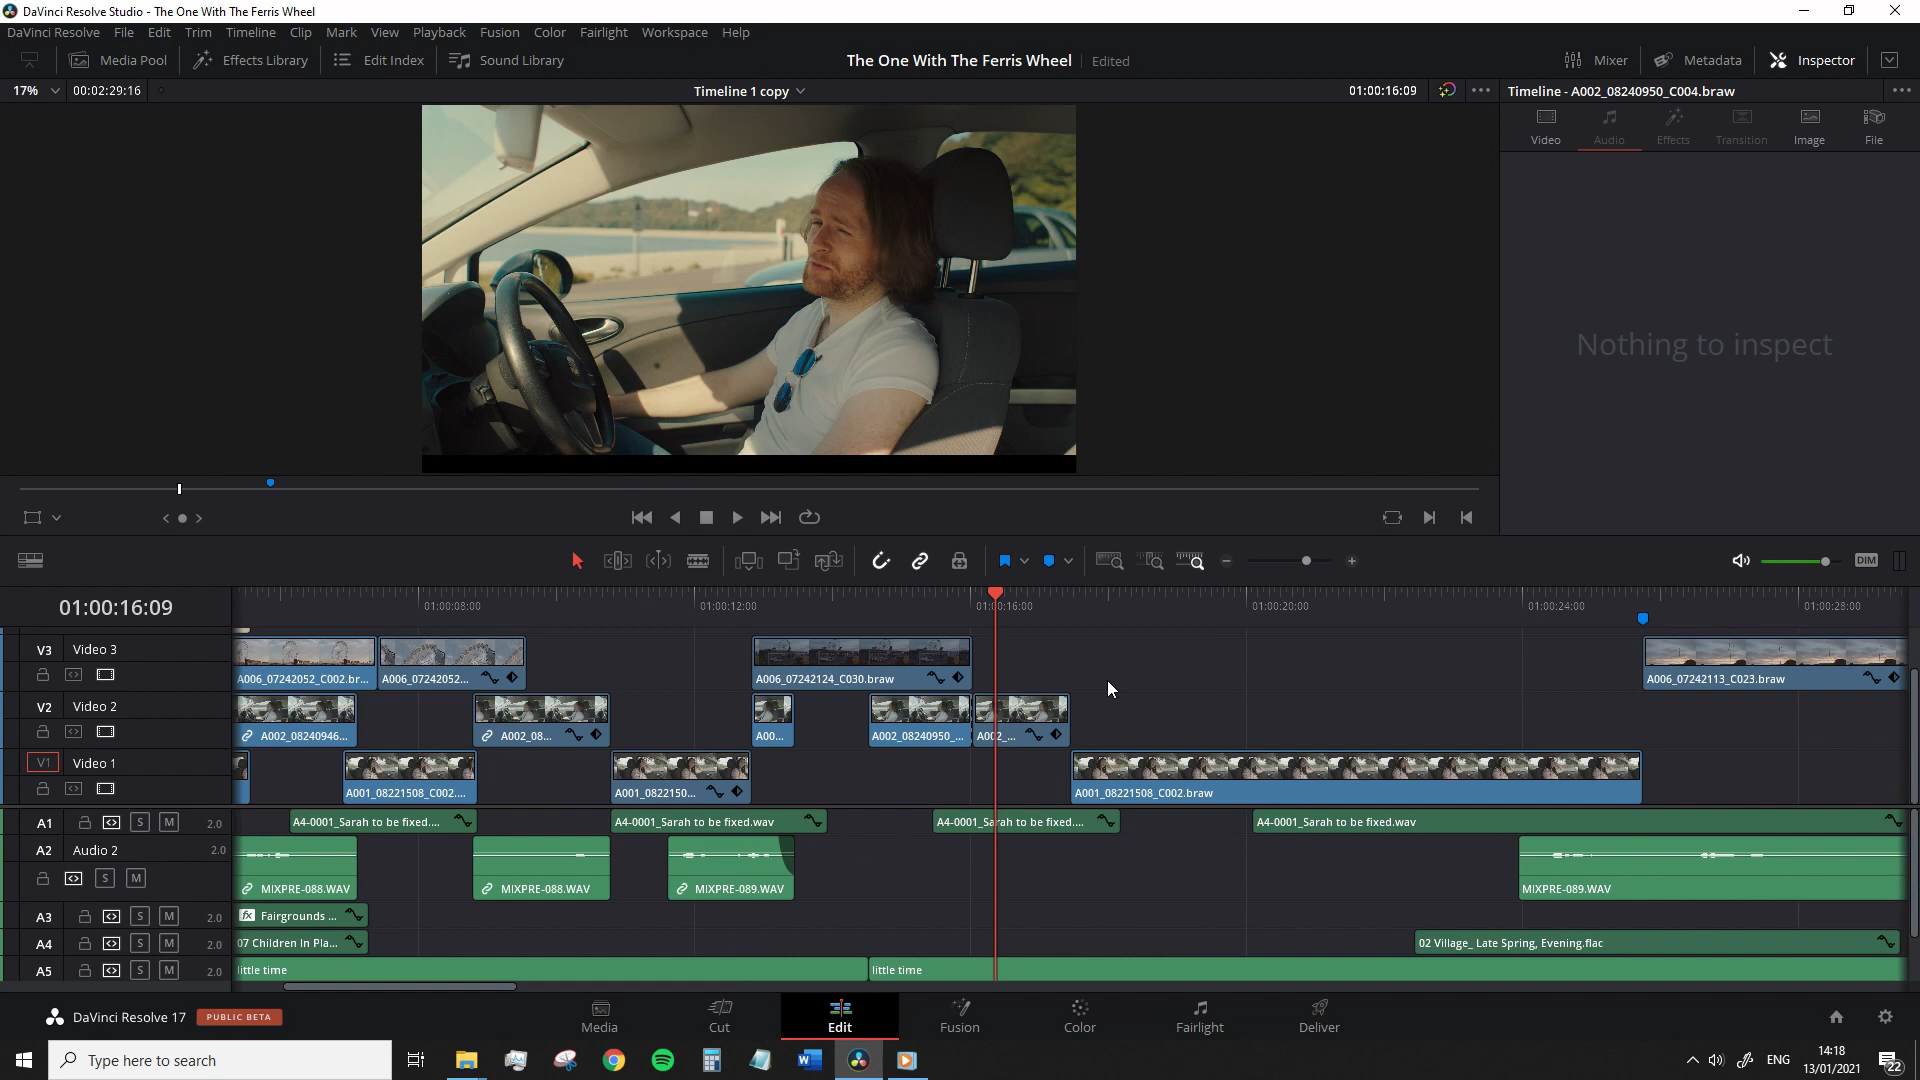 DaVinci Resolve Studio - The One With The Ferris Wheel
DaVinci Resolve File Edit Trim Timeline Clip Mark View Playback Fusion Color Fairlight Workspace Help
Media Pool Effects Library Edit Index Sound Library The One With The Ferris Wheel Edited Mixer Metadata Inspector
17% 00:02:29:16 Timeline 1 copy 01:00:16:09 Timeline - A002_08240950_C004.braw
Video Audio Effects Transition Image File
Nothing to inspect
DIM
01:00:16:09 01:00:08:00 01:00:12:00 01:00:16:00 01:00:20:00 01:00:24:00 01:00:28:00
V3 Video 3
A006_07242052_C002.br... A006_07242052... A006_07242124_C030.braw A006_07242113_C023.braw
V2 Video 2
A002_08240946... A002_08... A00... A002_08240950_... A002_...
V1 Video 1
A001_08221508_C002.... A001_0822150... A001_08221508_C002.braw
A1 S M 2.0 A4-0001_Sarah to be fixed.... A4-0001_Sarah to be fixed.wav A4-0001_Sarah to be fixed.... A4-0001_Sarah to be fixed.wav
A2 Audio 2 2.0
S M MIXPRE-088.WAV MIXPRE-088.WAV MIXPRE-089.WAV MIXPRE-089.WAV
A3 S M 2.0 fx Fairgrounds ...
A4 S M 2.0 07 Children In Pla... 02 Village_ Late Spring, Evening.flac
A5 S M 2.0 little time little time
DaVinci Resolve 17 PUBLIC BETA Media Cut Edit Fusion Color Fairlight Deliver
Type here to search ENG 14:18
13/01/2021 22